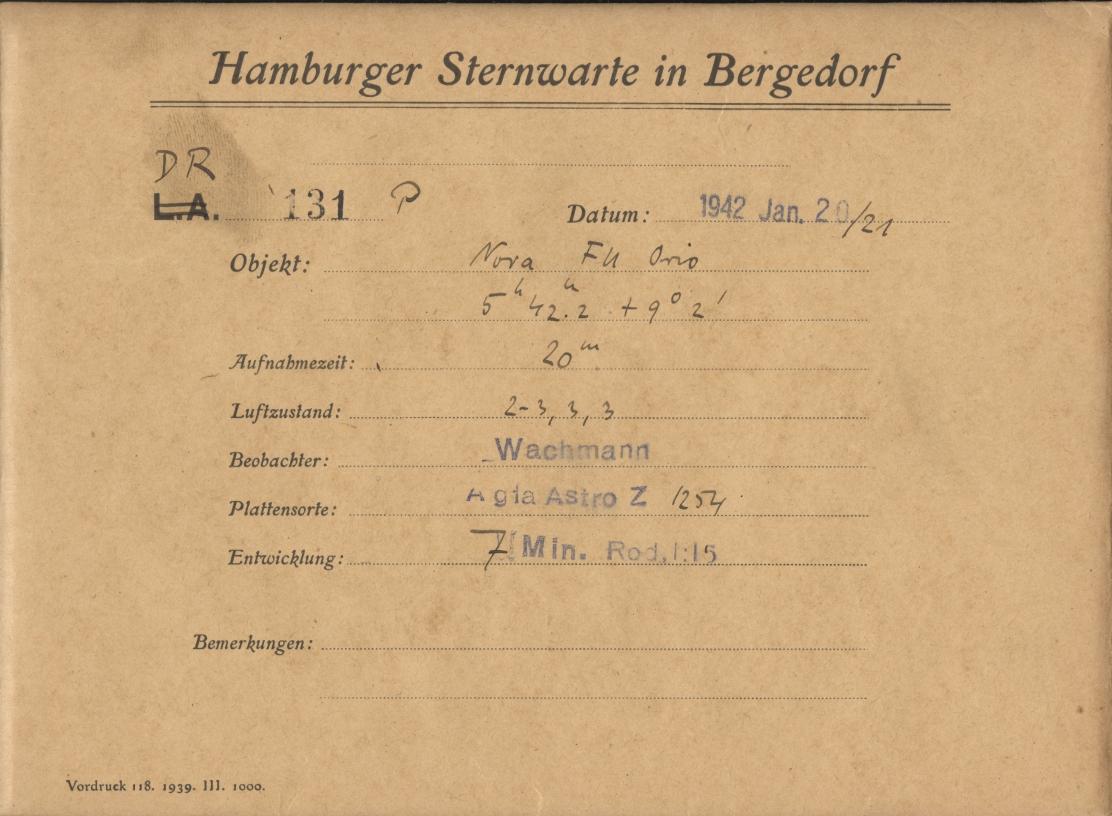 Hamburger Sternwarte in Bergedorf
DR
L.A. 131 P
Datum: 1942 Jan. 20/21
Objekt: Nova FU Orio
5h 42.2 +9° 2'
Aufnahmezeit: 20m
Luftzustand: 2-3, 3, 3
Beobachter: Wachmann
Plattensorte: Agfa Astro Z 1254
Entwicklung: 7 Min. Rod. 1:15
Bemerkungen:
Vordruck 118. 1939. III. 1000.